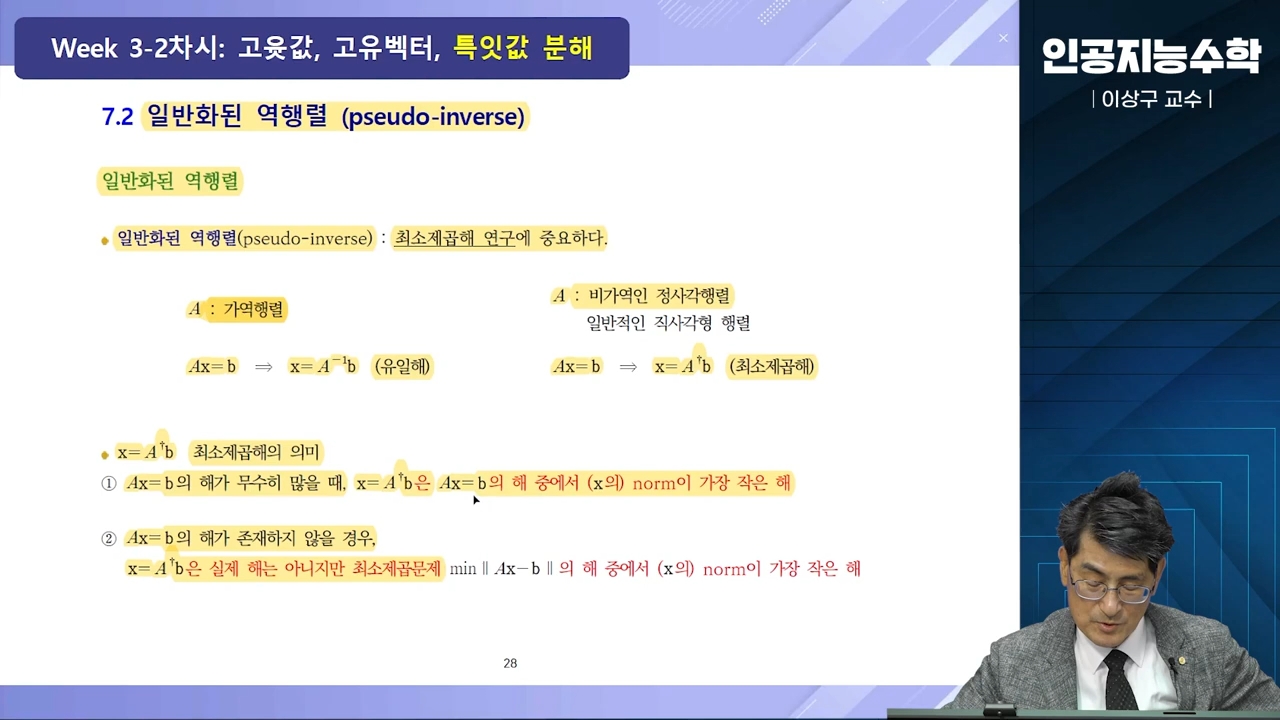 Week 3-2차시: 고윳값, 고유벡터, 특잇값 분해
인공지능수학
| 이상구 교수 |
7.2 일반화된 역행렬 (pseudo-inverse)
일반화된 역행렬
일반화된 역행렬(pseudo-inverse) : 최소제곱해 연구에 중요하다.
A : 가역행렬
A : 비가역인 정사각행렬
일반적인 직사각형 행렬
Ax=b ⟹ x=A⁻¹b (유일해)
Ax=b ⟹ x=A†b (최소제곱해)
x=A†b 최소제곱해의 의미
① Ax=b의 해가 무수히 많을 때, x=A†b은 Ax=b의 해 중에서 (x의) norm이 가장 작은 해
② Ax=b의 해가 존재하지 않을 경우,
x=A†b은 실제 해는 아니지만 최소제곱문제 min‖Ax-b‖의 해 중에서 (x의) norm이 가장 작은 해
28